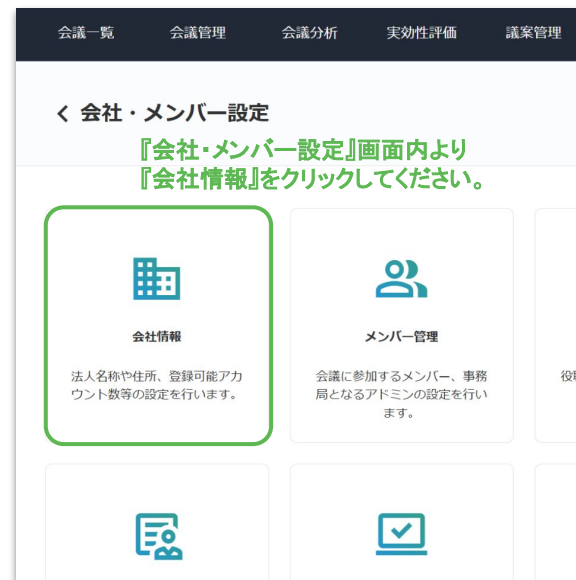 会議一覧 会議管理 会議分析 実効性評価 議案管理
会社・メンバー設定
『会社・メンバー設定』画面内より
『会社情報』をクリックしてください。
会社情報
法人名称や住所、登録可能アカ
ウント数等の設定を行います。
メンバー管理
会議に参加するメンバー、事務
局となるアドミンの設定を行い
ます。